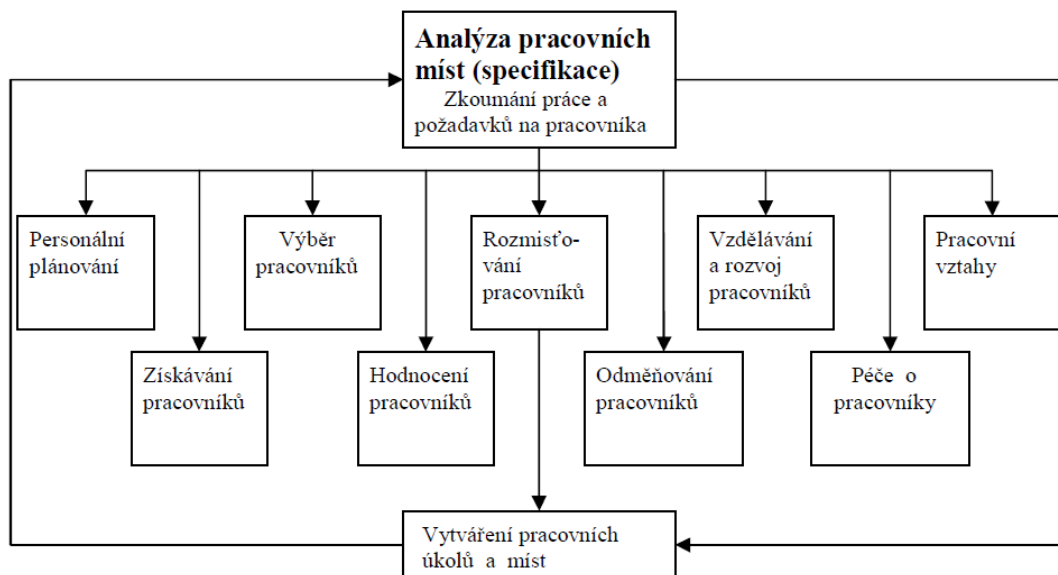 Analýza pracovních
míst (specifikace)
Zkoumání práce a
požadavků na pracovníka
Personální
plánování
Výběr
pracovníků
Rozmisťo-
vání
pracovníků
Vzdělávání
a rozvoj
pracovníků
Pracovní
vztahy
Získávání
pracovníků
Hodnocení
pracovníků
Odměňování
pracovníků
Péče o
pracovníky
Vytváření pracovních
úkolů a míst